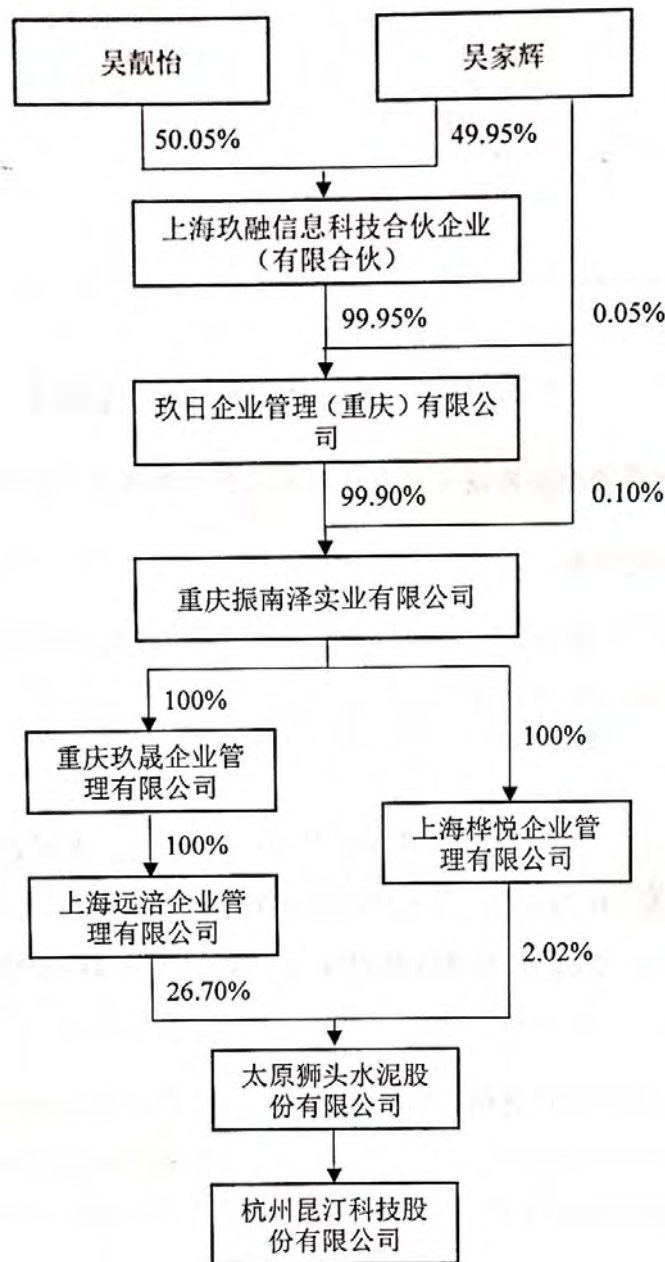 吴靓怡
吴家辉
50.05%
49.95%
上海玖融信息科技合伙企业
（有限合伙）
99.95%
0.05%
玖日企业管理（重庆）有限公
司
99.90%
0.10%
重庆振南泽实业有限公司
100%
100%
重庆玖晟企业管
理有限公司
上海桦悦企业管
理有限公司
100%
上海远涪企业管
理有限公司
26.70%
2.02%
太原狮头水泥股
份有限公司
杭州昆汀科技股
份有限公司